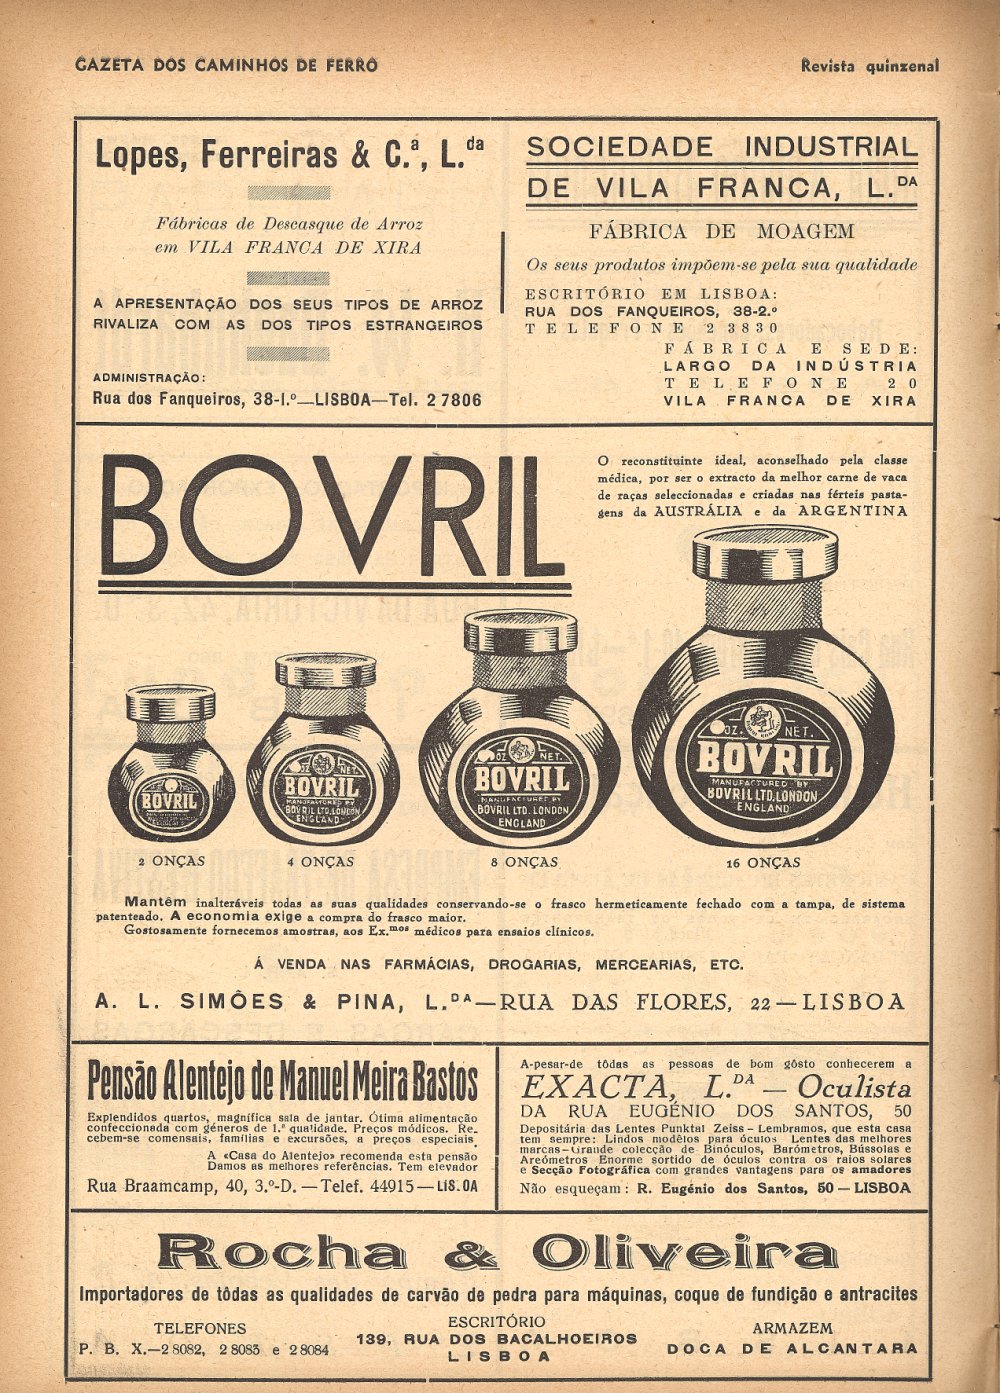 GAZETA DOS CAMINHOS DE FERRO
Revista quinzenal
Lopes, Ferreiras & C.ª, L.da
Fábricas de Descasque de Arroz
em VILA FRANCA DE XIRA
A APRESENTAÇÃO DOS SEUS TIPOS DE ARROZ
RIVALIZA COM AS DOS TIPOS ESTRANGEIROS
ADMINISTRAÇÃO:
Rua dos Fanqueiros, 38-1.º—LISBOA—Tel. 2 7806
SOCIEDADE INDUSTRIAL
DE VILA FRANCA, L.DA
FÁBRICA DE MOAGEM
Os seus produtos impõem-se pela sua qualidade
ESCRITÓRIO EM LISBOA:
RUA DOS FANQUEIROS, 38-2.º
TELEFONE 23830
FÁBRICA E SEDE:
LARGO DA INDÚSTRIA
TELEFONE 20
VILA FRANCA DE XIRA
BOVRIL
O reconstituinte ideal, aconselhado pela classe
médica, por ser o extracto da melhor carne de vaca
de raças seleccionadas e criadas nas férteis pasta-
gens da AUSTRÁLIA e da ARGENTINA
BOVRIL
OZ. NET.
BOVRIL
MANUFACTURED BY
BOVRIL LTD. LONDON
ENGLAND
OZ NET.
BOVRIL
MANUFACTURED BY
BOVRIL LTD. LONDON
ENGLAND
OZ. NET.
BOVRIL
MANUFACTURED BY
BOVRIL LTD. LONDON
ENGLAND
2 ONÇAS
4 ONÇAS
8 ONÇAS
16 ONÇAS
Mantêm inalteráveis todas as suas qualidades conservando-se o frasco hermeticamente fechado com a tampa, de sistema
patenteado. A economia exige a compra do frasco maior.
Gostosamente fornecemos amostras, aos Ex.mos médicos para ensaios clínicos.
Á VENDA NAS FARMÁCIAS, DROGARIAS, MERCEARIAS, ETC.
A. L. SIMÕES & PINA, L.DA—RUA DAS FLORES, 22—LISBOA
Pensão Alentejo de Manuel Meira Bastos
Explendidos quartos, magnífica sala de jantar. Ótima alimentação
confeccionada com géneros de 1.ª qualidade. Preços módicos. Re-
cebem-se comensais, famílias e excursões, a preços especiais.
A «Casa do Alentejo» recomenda esta pensão
Damos as melhores referências. Tem elevador
Rua Braamcamp, 40, 3.º-D.—Telef. 44915—LIS.OA
A-pesar-de tôdas as pessoas de bom gôsto conhecerem a
EXACTA, L.DA — Oculista
DA RUA EUGÉNIO DOS SANTOS, 50
Depositária das Lentes Punktal Zeiss – Lembramos, que esta casa
tem sempre: Lindos modêlos para óculos Lentes das melhores
marcas – Grande colecção de Binóculos, Barómetros, Bússolas e
Areómetros Enorme sortido de óculos contra os raios solares
e Secção Fotográfica com grandes vantagens para os amadores
Não esqueçam: R. Eugénio dos Santos, 50 — LISBOA
Rocha & Oliveira
Importadores de tôdas as qualidades de carvão de pedra para máquinas, coque de fundição e antracites
TELEFONES
P. B. X.—2 8082, 2 8083 e 2 8084
ESCRITÓRIO
139, RUA DOS BACALHOEIROS
LISBOA
ARMAZEM
DOCA DE ALCANTARA